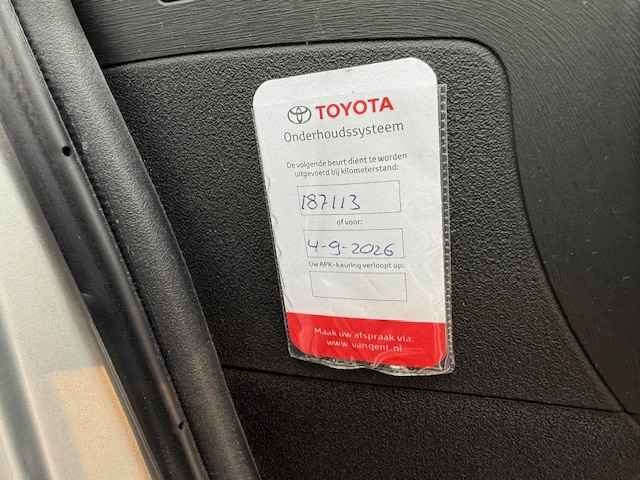 TOYOTA
Onderhoudssysteem
De volgende beurt dient te worden
uitgevoerd bij kilometerstand:
187113
of voor:
4-9-2026
Uw APK-keuring verloopt op:
Maak uw afspraak via:
www.vangent.nl